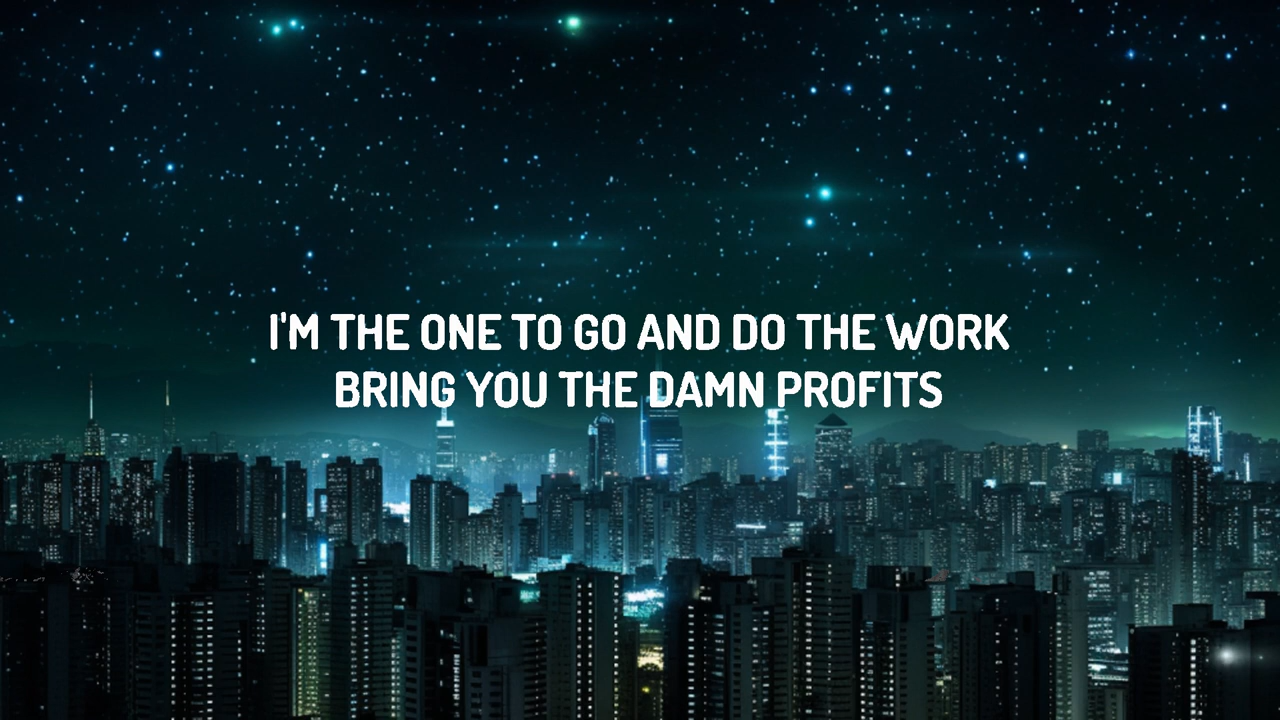 I'M THE ONE TO GO AND DO THE WORK
BRING YOU THE DAMN PROFITS